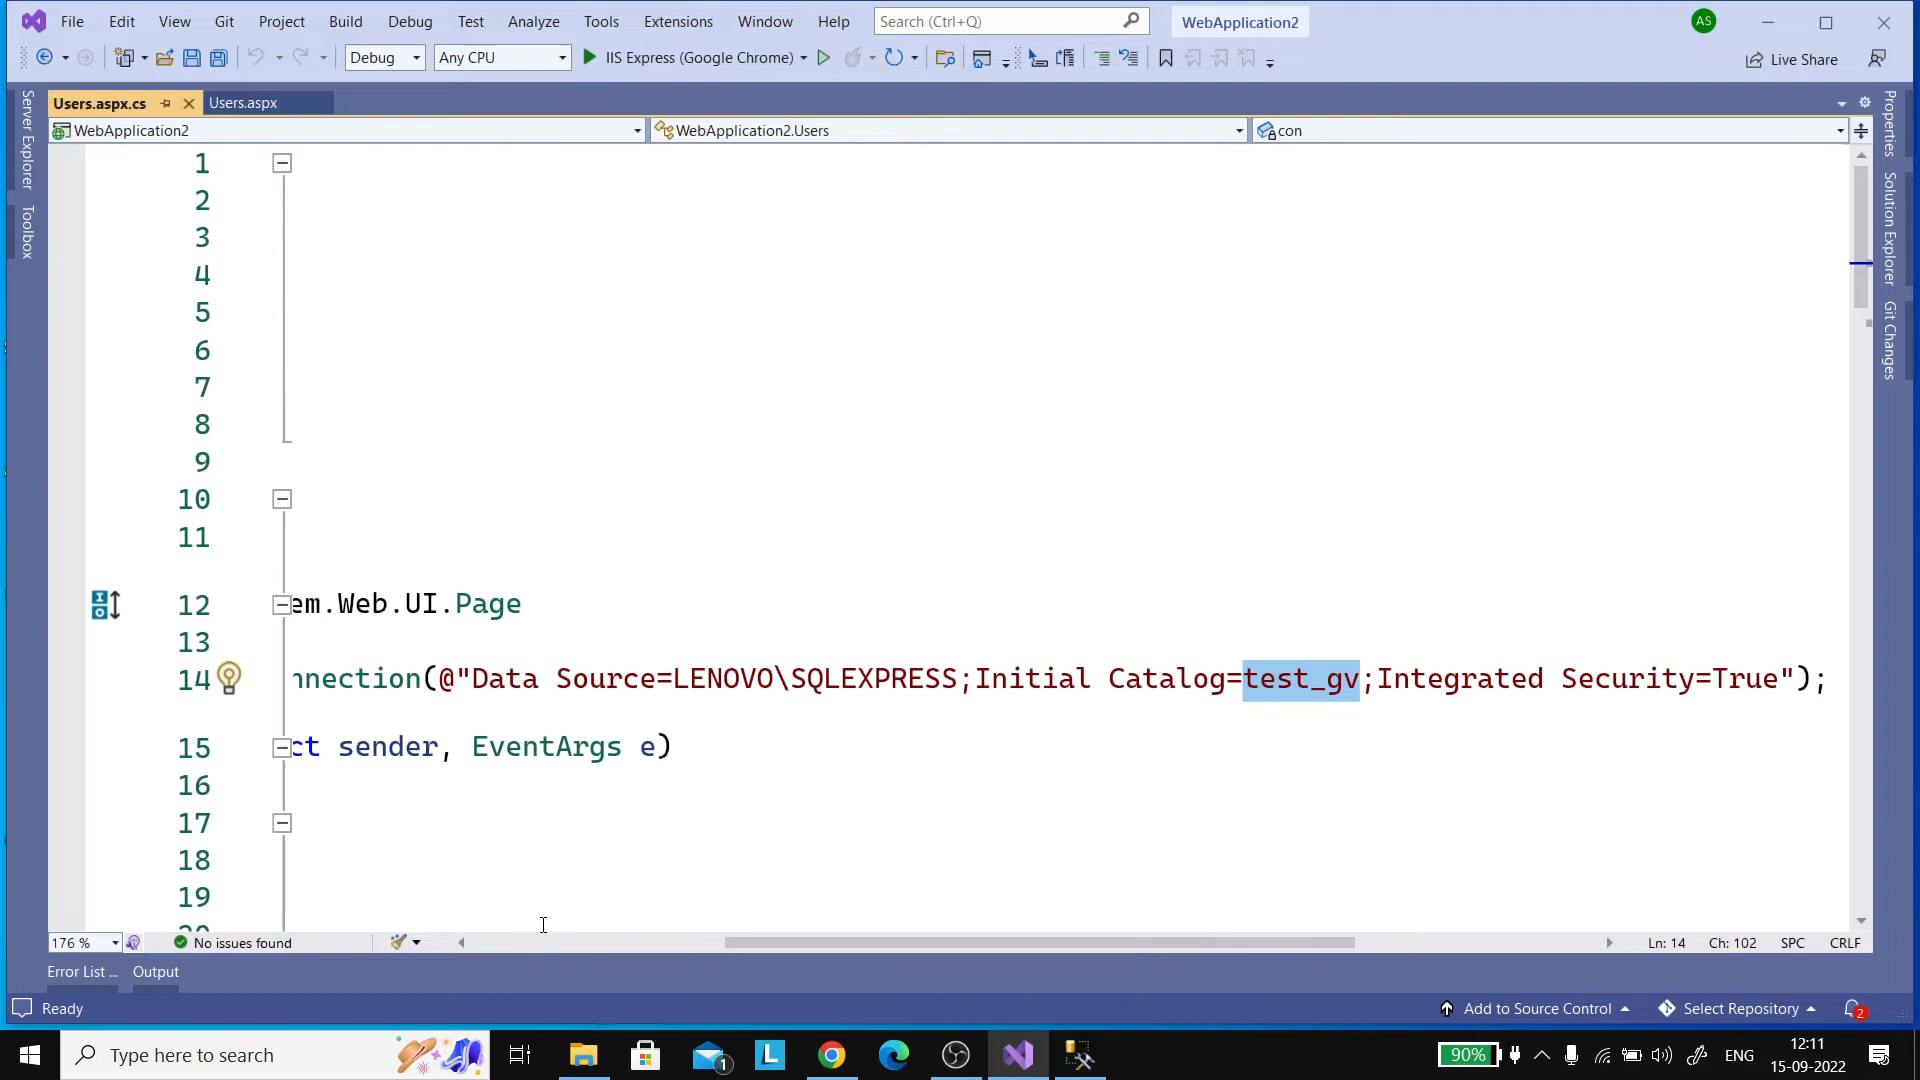 File Edit View Git Project Build Debug Test Analyze Tools Extensions Window Help Search (Ctrl+Q) WebApplication2 AS
Debug Any CPU IIS Express (Google Chrome) Live Share
Users.aspx.cs Users.aspx
WebApplication2 WebApplication2.Users con
Server Explorer
Toolbox
Properties
Solution Explorer
Git Changes
1
2
3
4
5
6
7
8
9
10
11
12 em.Web.UI.Page
13
14 nnection(@"Data Source=LENOVO\SQLEXPRESS;Initial Catalog=test_gv;Integrated Security=True");
15 ct sender, EventArgs e)
16
17
18
19
20
176 % No issues found Ln: 14 Ch: 102 SPC CRLF
Error List ... Output
Ready Add to Source Control Select Repository 2
Type here to search 1 L 90% ENG 12:11
15-09-2022